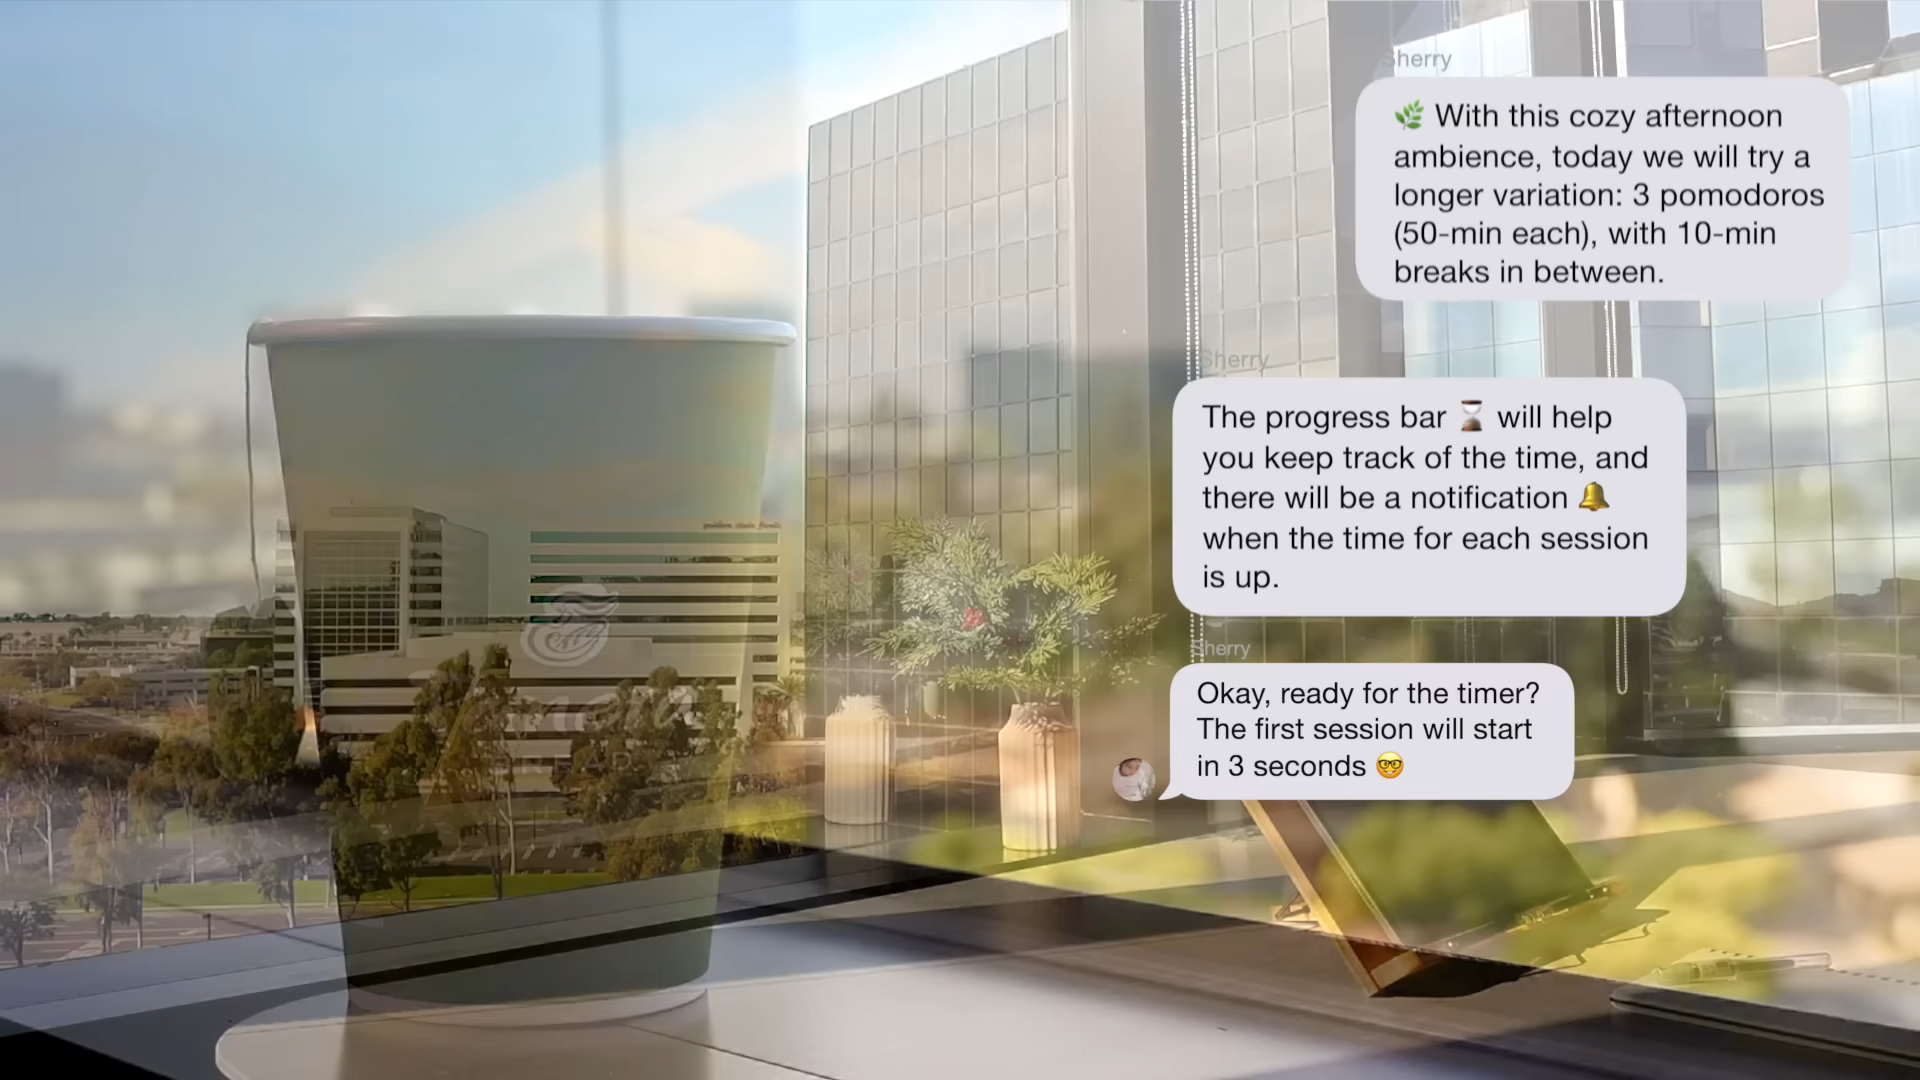 Sherry
🌿 With this cozy afternoon
ambience, today we will try a
longer variation: 3 pomodoros
(50-min each), with 10-min
breaks in between.
Sherry
The progress bar ⏳ will help
you keep track of the time, and
there will be a notification 🔔
when the time for each session
is up.
Sherry
Okay, ready for the timer?
The first session will start
in 3 seconds 🤓
Panera
BREAD